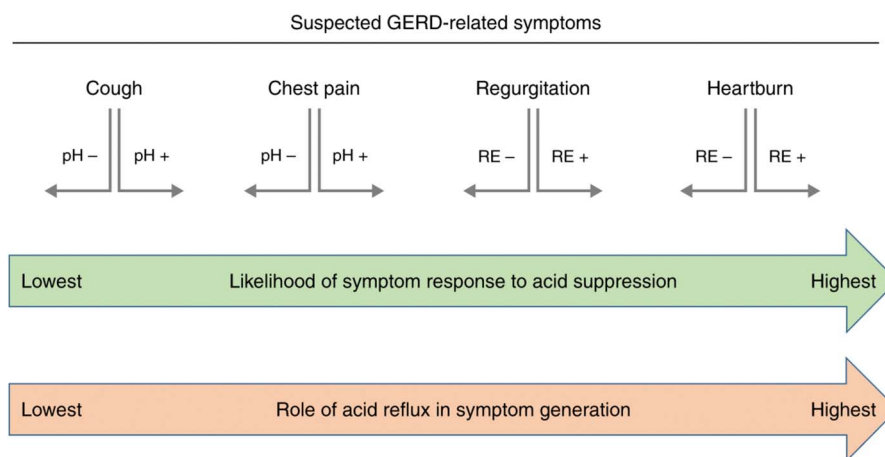 Suspected GERD-related symptoms
Cough Chest pain Regurgitation Heartburn
pH – pH + pH – pH + RE – RE + RE – RE +
Lowest Likelihood of symptom response to acid suppression Highest
Lowest Role of acid reflux in symptom generation Highest